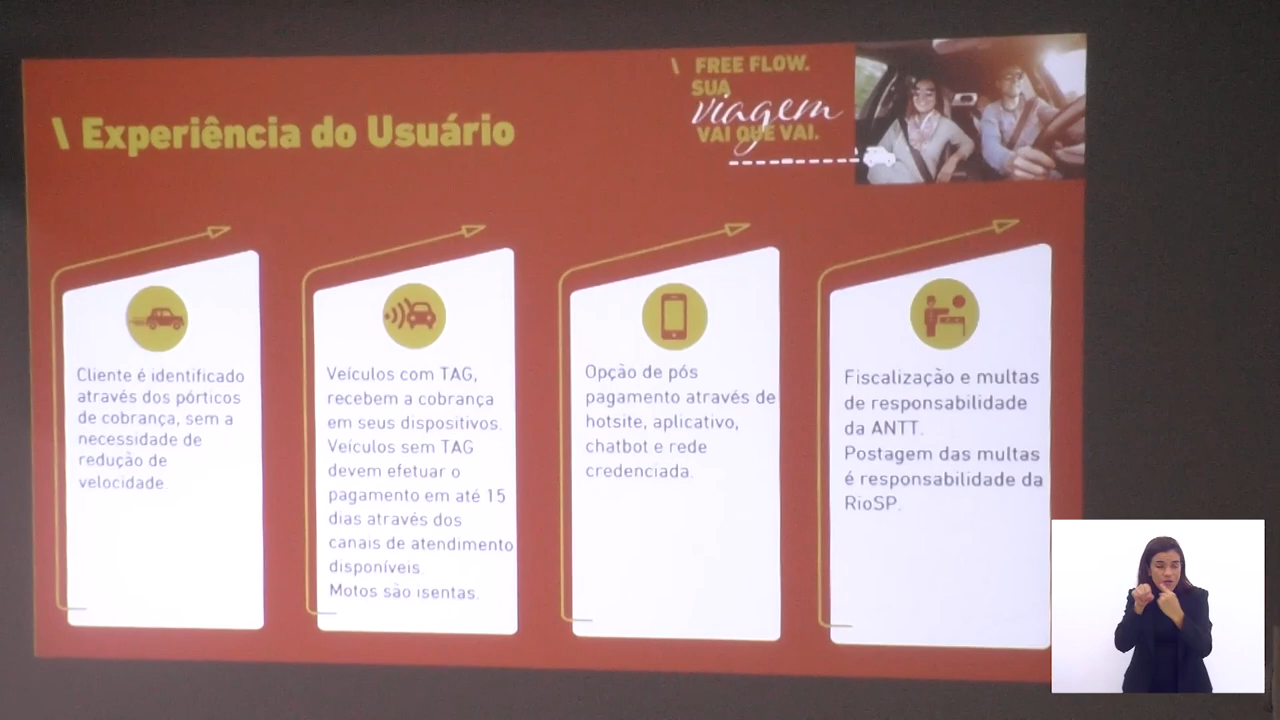 \ Experiência do Usuário
\ FREE FLOW.
SUA
viagem
VAI QUE VAI.
Cliente é identificado
através dos pórticos
de cobrança, sem a
necessidade de
redução de
velocidade.
Veículos com TAG,
recebem a cobrança
em seus dispositivos.
Veículos sem TAG
devem efetuar o
pagamento em até 15
dias através dos
canais de atendimento
disponíveis
Motos são isentas.
Opção de pós
pagamento através de
hotsite, aplicativo,
chatbot e rede
credenciada.
Fiscalização e multas
de responsabilidade
da ANTT.
Postagem das multas
é responsabilidade da
RioSP.